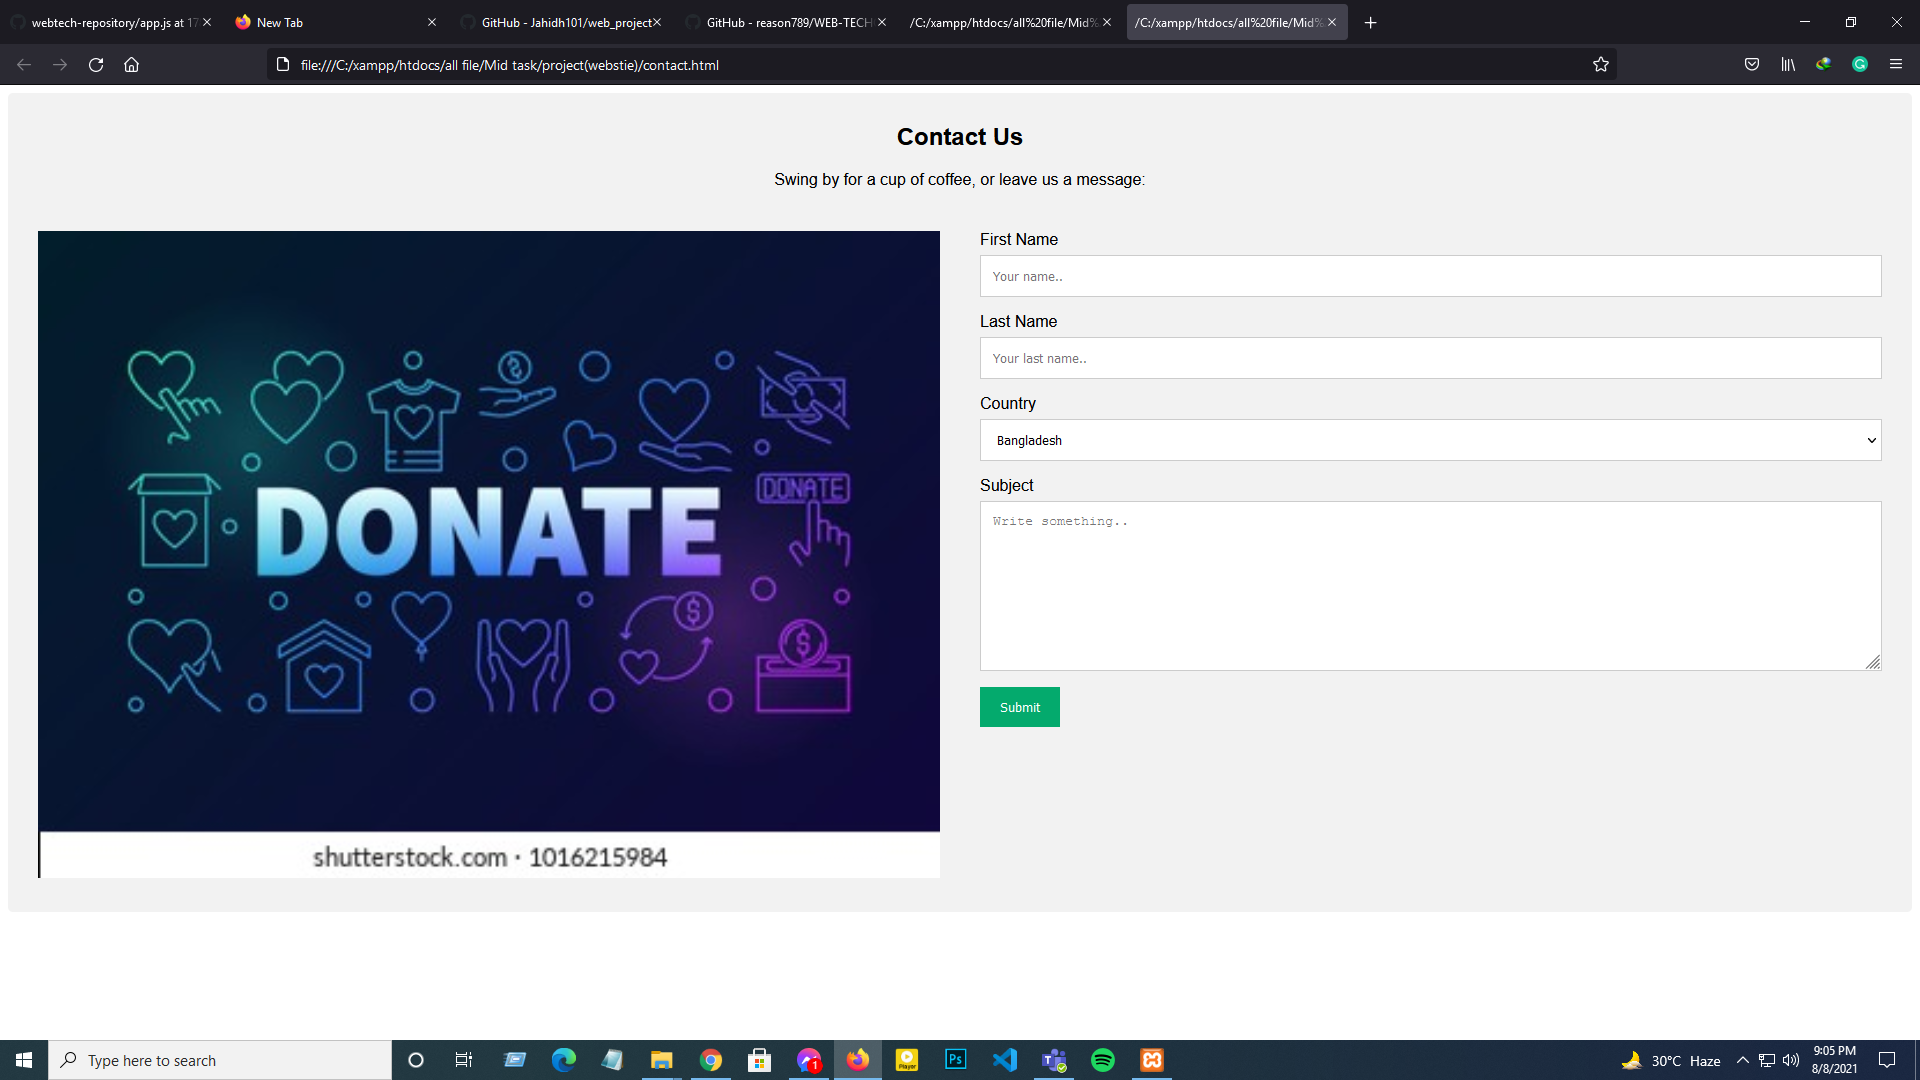 webtech-repository/app.js at 17
New Tab
GitHub - Jahidh101/web_project
GitHub - reason789/WEB-TECH
/C:/xampp/htdocs/all%20file/Mid%
/C:/xampp/htdocs/all%20file/Mid%
file:///C:/xampp/htdocs/all file/Mid task/project(webstie)/contact.html
Contact Us
Swing by for a cup of coffee, or leave us a message:
DONATE
DONATE
shutterstock.com · 1016215984
First Name
Your name..
Last Name
Your last name..
Country
Bangladesh
Subject
Write something..
Submit
Type here to search
1
Player
Ps
30°C Haze
9:05 PM
8/8/2021